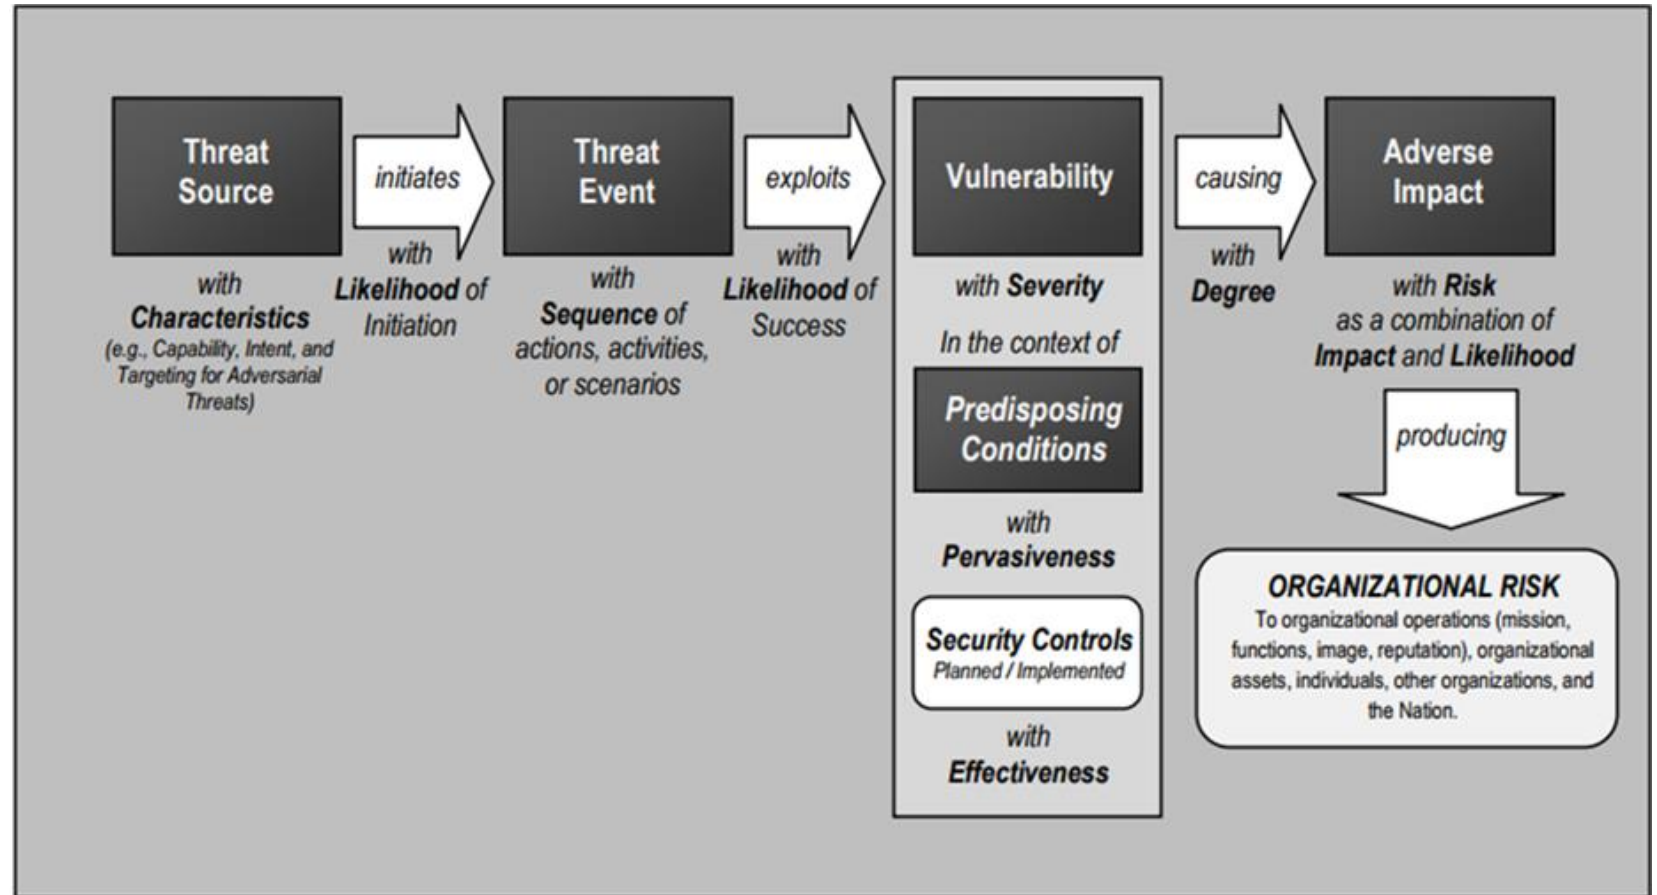 Threat
Source
with
Characteristics
(e.g., Capability, Intent, and
Targeting for Adversarial
Threats)
initiates
with
Likelihood of
Initiation
Threat
Event
with
Sequence of
actions, activities,
or scenarios
exploits
with
Likelihood of
Success
Vulnerability
with Severity
In the context of
Predisposing
Conditions
with
Pervasiveness
Security Controls
Planned / Implemented
with
Effectiveness
causing
with
Degree
Adverse
Impact
with Risk
as a combination of
Impact and Likelihood
producing
ORGANIZATIONAL RISK
To organizational operations (mission,
functions, image, reputation), organizational
assets, individuals, other organizations, and
the Nation.